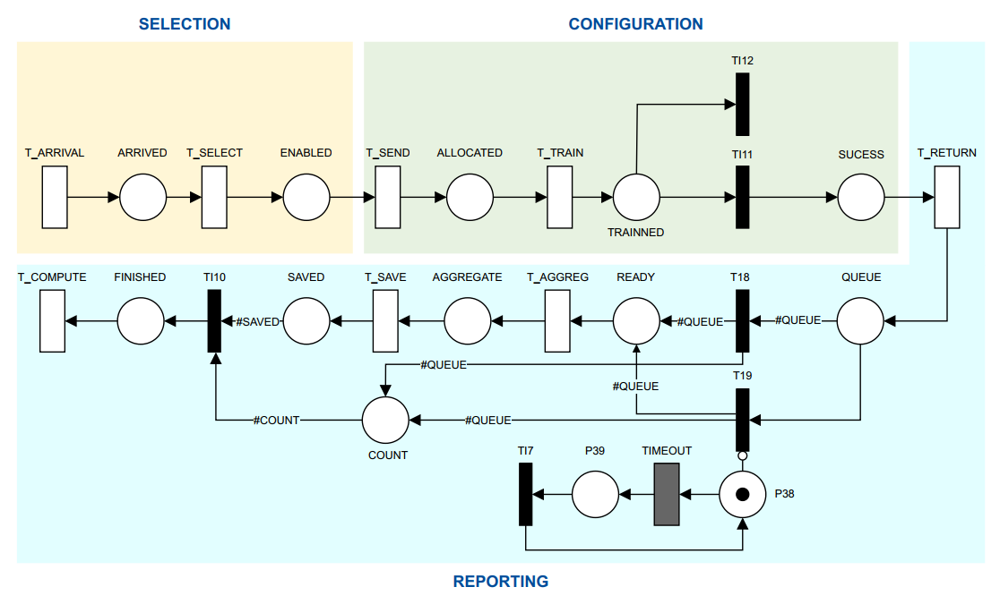 SELECTION
CONFIGURATION
TI12
T_ARRIVAL
ARRIVED
T_SELECT
ENABLED
T_SEND
ALLOCATED
T_TRAIN
TI11
SUCESS
T_RETURN
TRAINNED
T_COMPUTE
FINISHED
TI10
SAVED
T_SAVE
AGGREGATE
T_AGGREG
READY
T18
QUEUE
#SAVED
#QUEUE
#QUEUE
#QUEUE
T19
#QUEUE
#COUNT
#QUEUE
COUNT
TI7
P39
TIMEOUT
P38
REPORTING